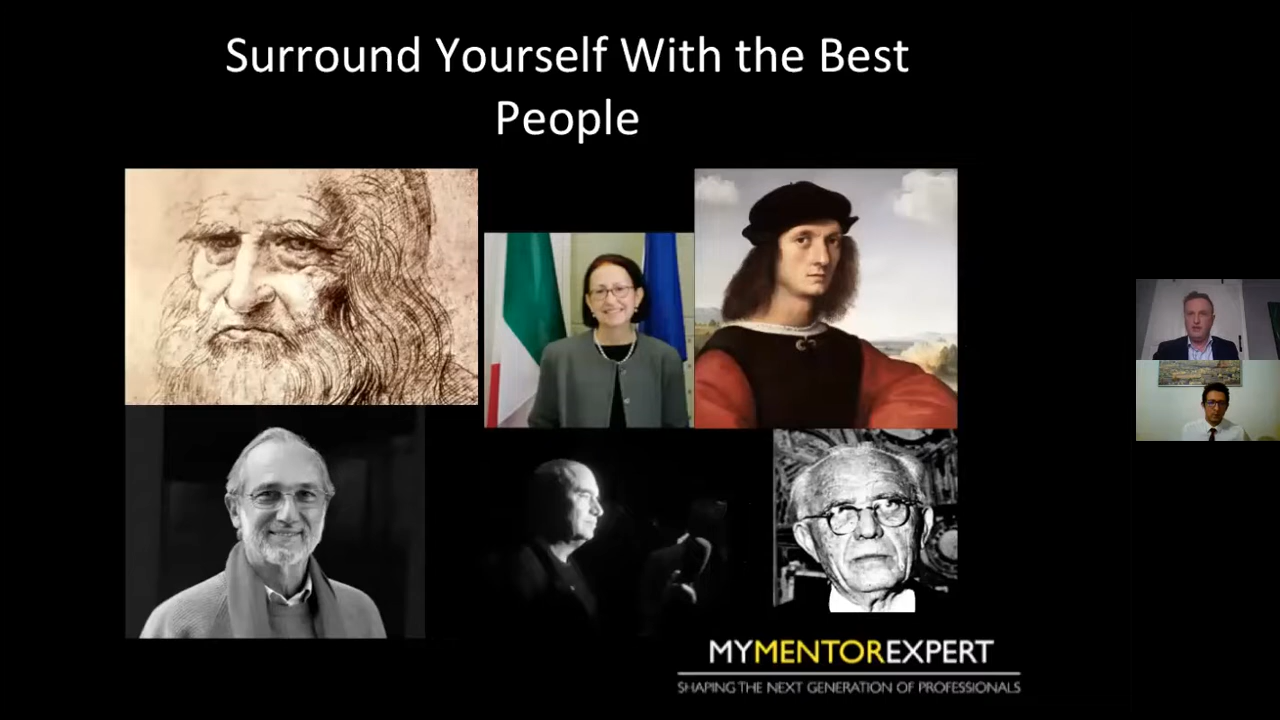 Surround Yourself With the Best
People
MYMENTOREXPERT
SHAPING THE NEXT GENERATION OF PROFESSIONALS